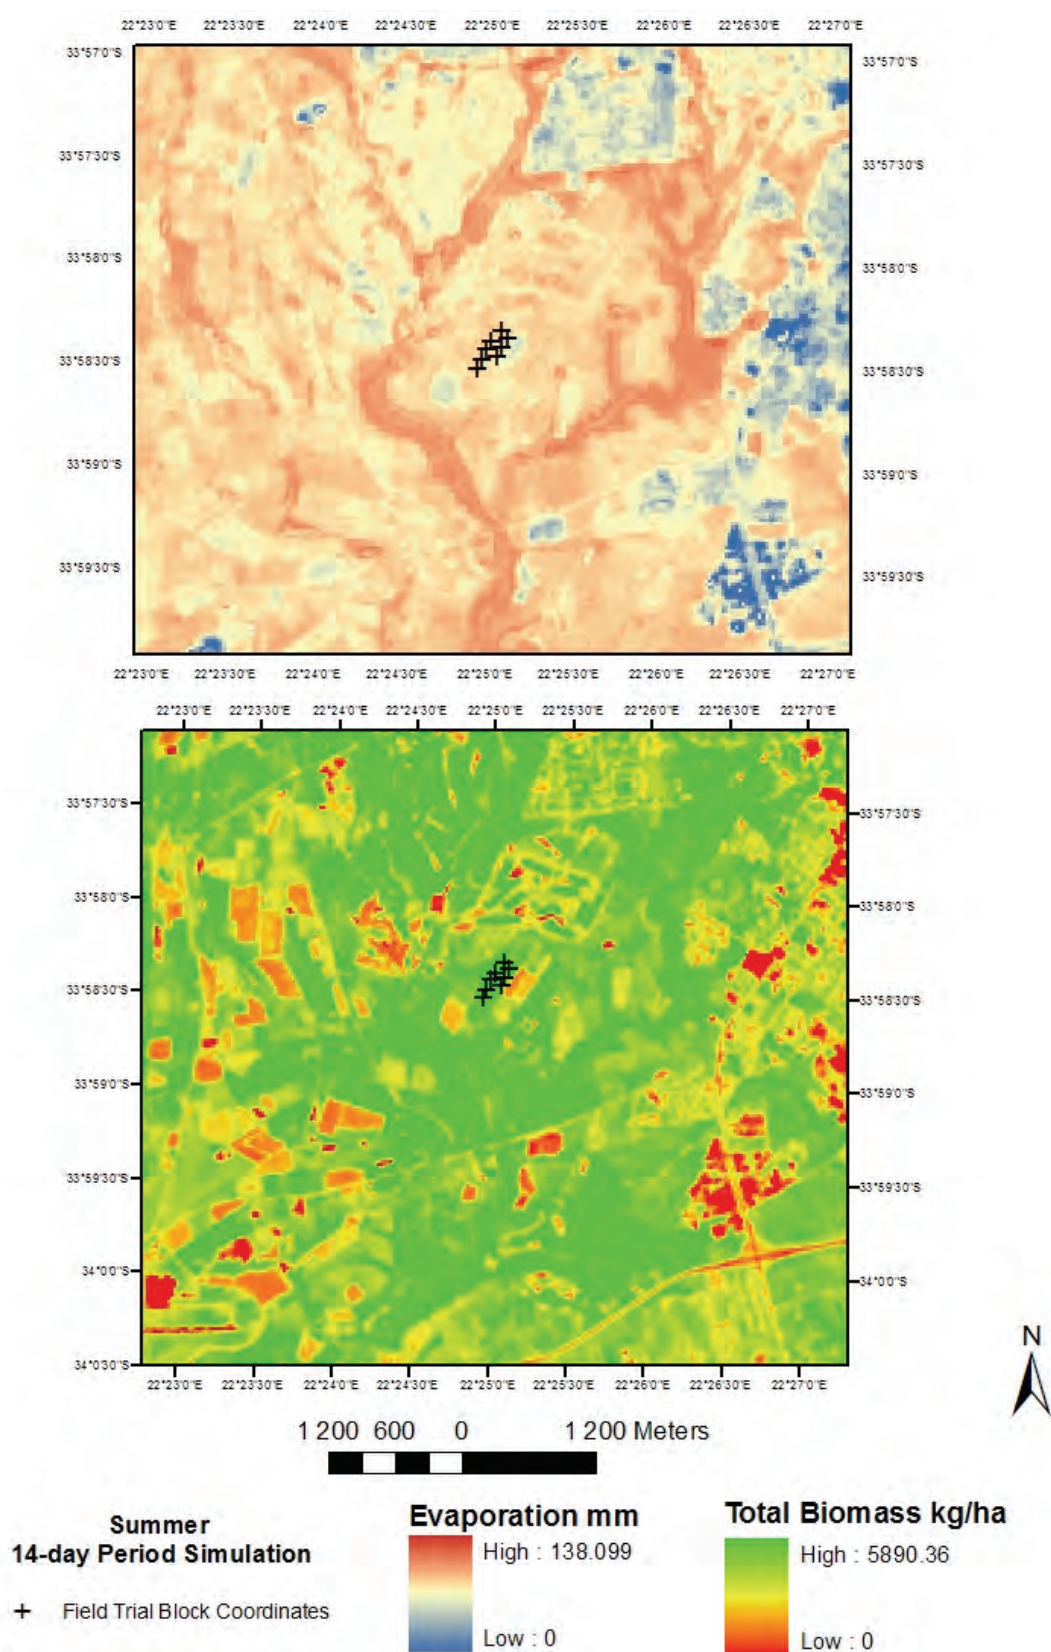 22°23'0"E 22°23'30"E 22°24'0"E 22°24'30"E 22°25'0"E 22°25'30"E 22°26'0"E 22°26'30"E 22°27'0"E
33°57'0"S 33°57'0"S
33°57'30"S 33°57'30"S
33°58'0"S 33°58'0"S
33°58'30"S 33°58'30"S
33°59'0"S 33°59'0"S
33°59'30"S 33°59'30"S
22°23'0"E 22°23'30"E 22°24'0"E 22°24'30"E 22°25'0"E 22°25'30"E 22°26'0"E 22°26'30"E 22°27'0"E
22°23'0"E 22°23'30"E 22°24'0"E 22°24'30"E 22°25'0"E 22°25'30"E 22°26'0"E 22°26'30"E 22°27'0"E
33°57'30"S 33°57'30"S
33°58'0"S 33°58'0"S
33°58'30"S 33°58'30"S
33°59'0"S 33°59'0"S
33°59'30"S 33°59'30"S
34°0'0"S 34°0'0"S
34°0'30"S
22°23'0"E 22°23'30"E 22°24'0"E 22°24'30"E 22°25'0"E 22°25'30"E 22°26'0"E 22°26'30"E 22°27'0"E
N
1 200 600 0 1 200 Meters
Summer
14-day Period Simulation
+ Field Trial Block Coordinates
Evaporation mm
High : 138.099
Low : 0
Total Biomass kg/ha
High : 5890.36
Low : 0